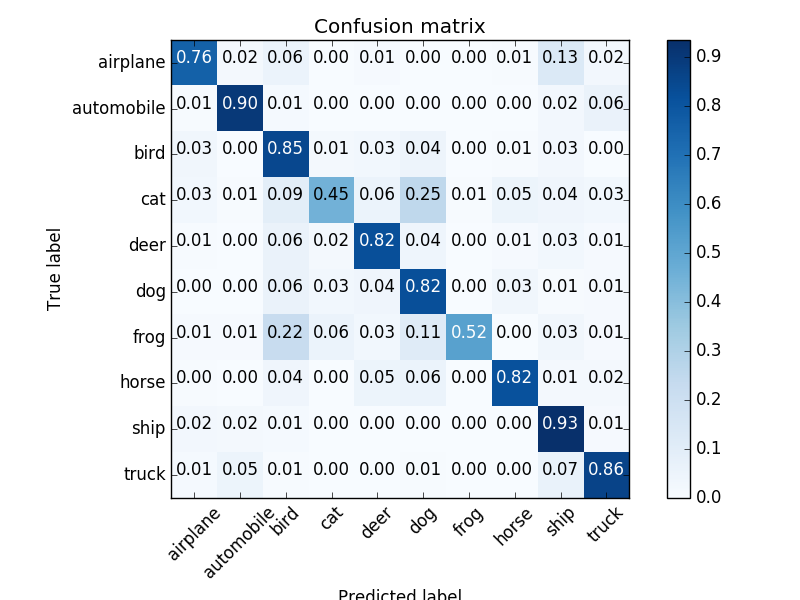 Confusion matrix
airplane 0.76 0.02 0.06 0.00 0.01 0.00 0.00 0.01 0.13 0.02
automobile 0.01 0.90 0.01 0.00 0.00 0.00 0.00 0.00 0.02 0.06
bird 0.03 0.00 0.85 0.01 0.03 0.04 0.00 0.01 0.03 0.00
cat 0.03 0.01 0.09 0.45 0.06 0.25 0.01 0.05 0.04 0.03
deer 0.01 0.00 0.06 0.02 0.82 0.04 0.00 0.01 0.03 0.01
dog 0.00 0.00 0.06 0.03 0.04 0.82 0.00 0.03 0.01 0.01
frog 0.01 0.01 0.22 0.06 0.03 0.11 0.52 0.00 0.03 0.01
horse 0.00 0.00 0.04 0.00 0.05 0.06 0.00 0.82 0.01 0.02
ship 0.02 0.02 0.01 0.00 0.00 0.00 0.00 0.00 0.93 0.01
truck 0.01 0.05 0.01 0.00 0.00 0.01 0.00 0.00 0.07 0.86
airplane automobile bird cat deer dog frog horse ship truck
True label
Predicted label
0.9
0.8
0.7
0.6
0.5
0.4
0.3
0.2
0.1
0.0